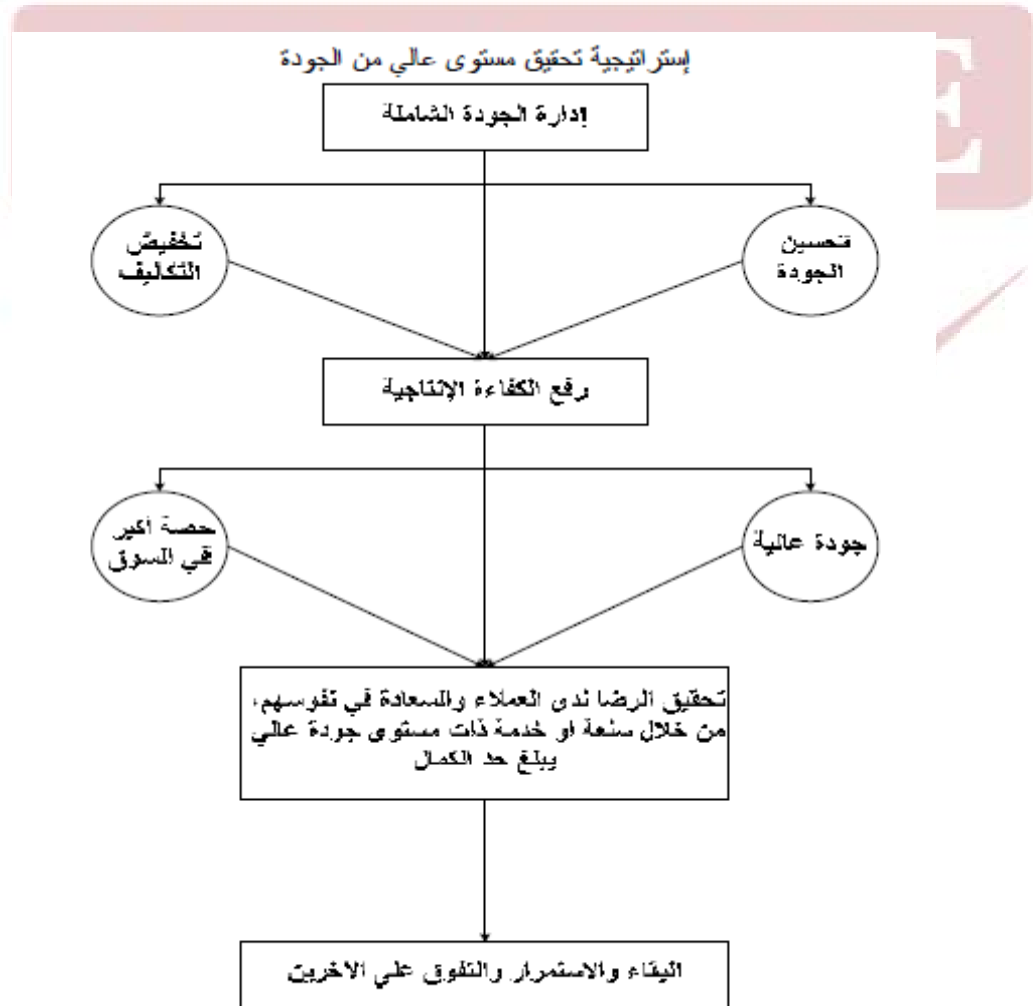 إستراتيجية تحقيق مستوى عالي من الجودة
إدارة الجودة الشاملة
تحسين
الجودة
تخفيض
التكاليف
رفع الكفاءة الإنتاجية
جودة عالية
حصة أكبر
في السوق
تحقيق الرضا لدى العملاء والسعادة في نفوسهم،
من خلال سلعة او خدمة ذات مستوى جودة عالي
يبلغ حد الكمال
البقاء والاستمرار والتفوق علي الآخرين
E